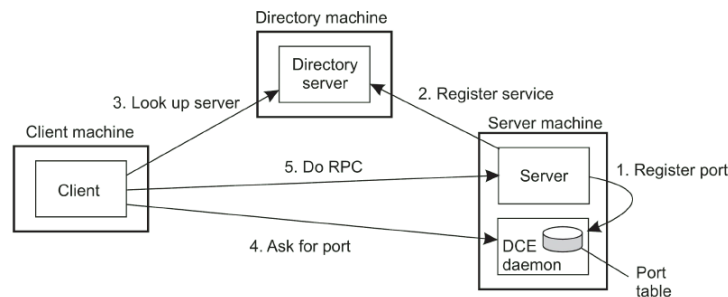 Directory machine
Directory
server
3. Look up server
2. Register service
Client machine
Server machine
Client
5. Do RPC
Server
1. Register port
4. Ask for port
DCE
daemon
Port
table